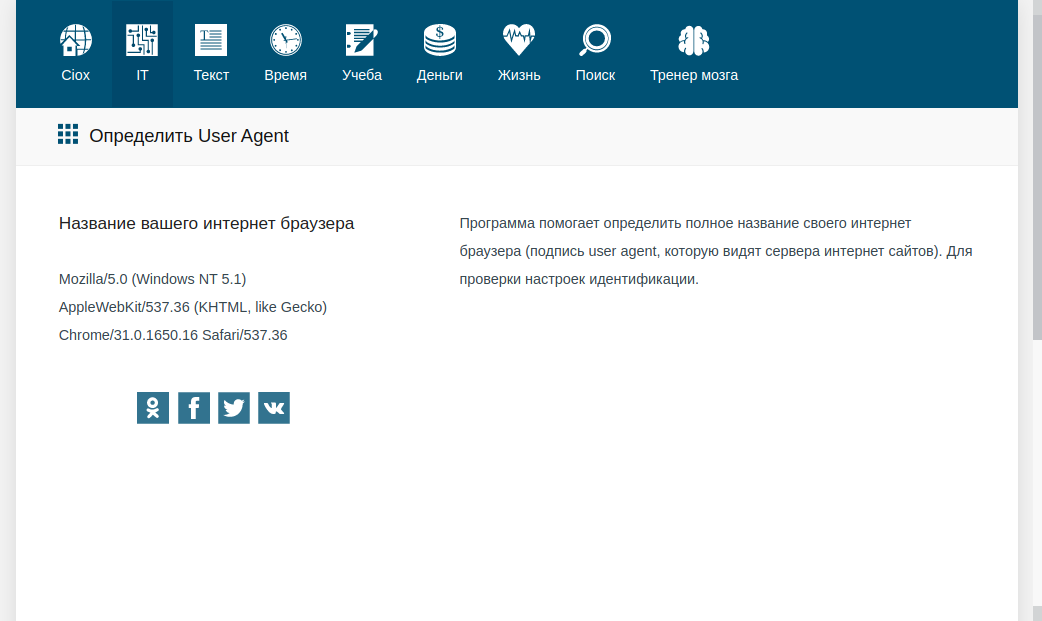 Ciox IT Текст Время Учеба Деньги Жизнь Поиск Тренер мозга
Определить User Agent
Название вашего интернет браузера
Mozilla/5.0 (Windows NT 5.1)
AppleWebKit/537.36 (KHTML, like Gecko)
Chrome/31.0.1650.16 Safari/537.36
Программа помогает определить полное название своего интернет
браузера (подпись user agent, которую видят сервера интернет сайтов). Для
проверки настроек идентификации.